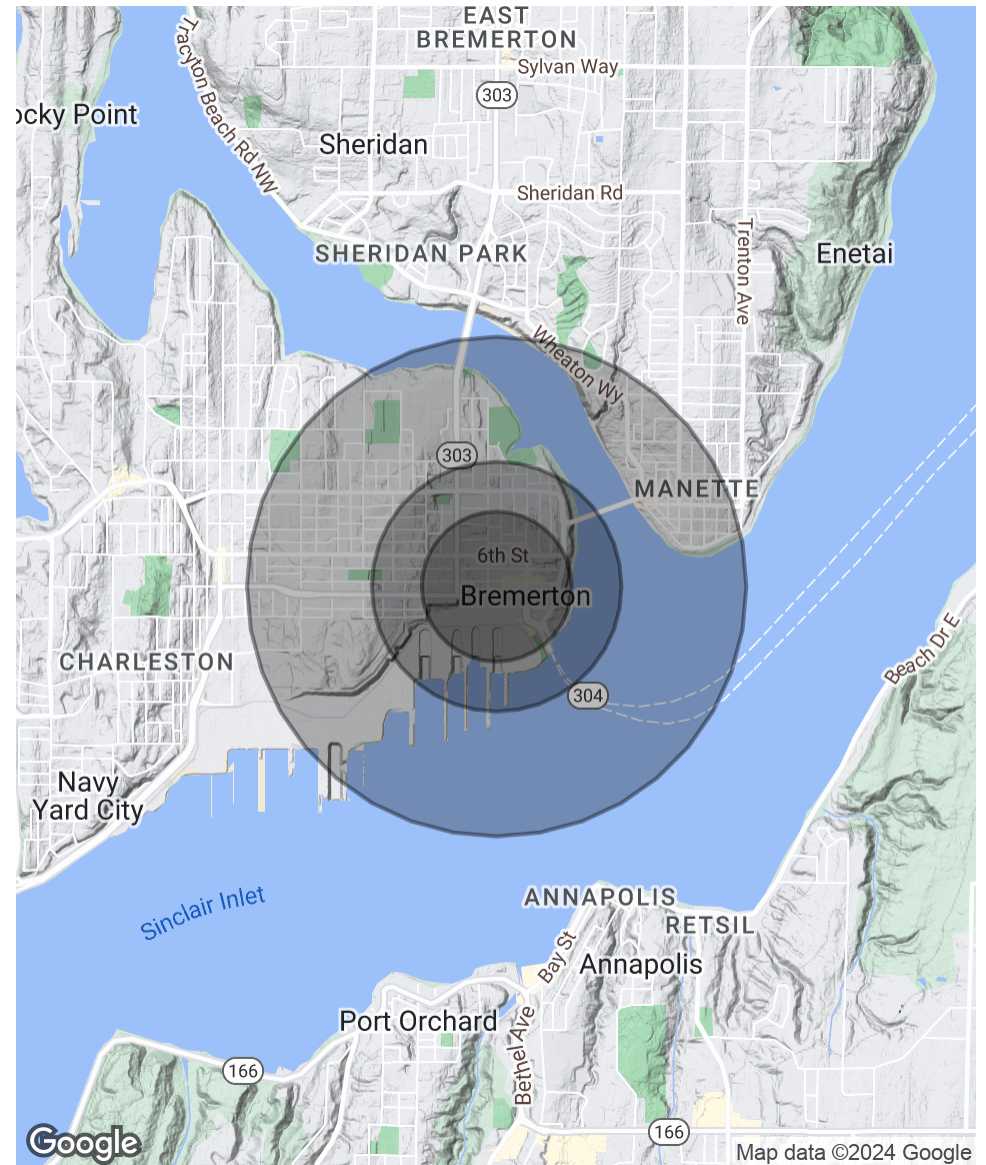 EAST
BREMERTON
Sylvan Way
303
ocky Point
Tracyton Beach Rd NW
Sheridan
Sheridan Rd
Trenton Ave
SHERIDAN PARK
Enetai
Wheaton Wy
303
MANETTE
6th St
Bremerton
CHARLESTON
Beach Dr E
304
Navy
Yard City
Sinclair Inlet
ANNAPOLIS
RETSIL
Bay St
Annapolis
Port Orchard
Bethel Ave
166
166
Google
Map data ©2024 Google